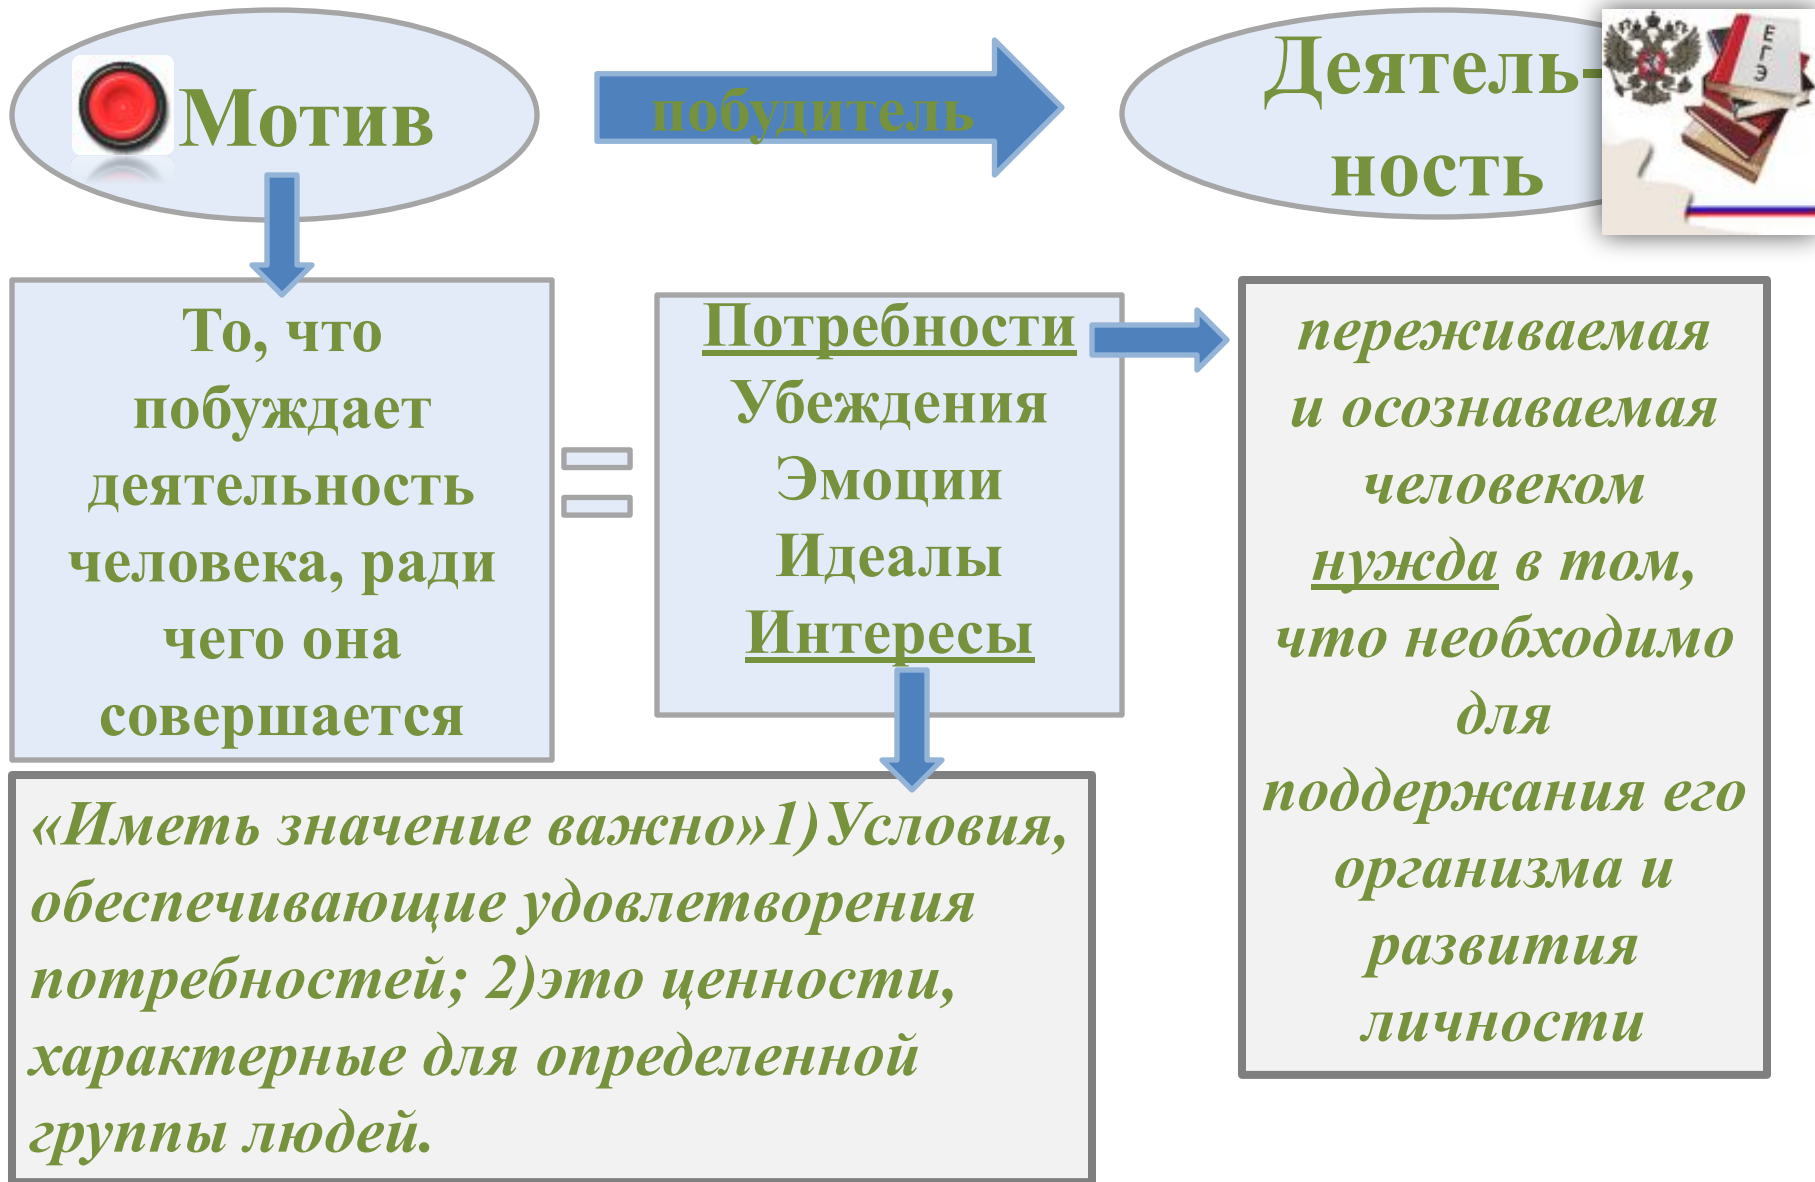 Мотив
побудитель
Деятель-
ность
Е
Г
Э
То, что
побуждает
деятельность
человека, ради
чего она
совершается
Потребности
Убеждения
Эмоции
Идеалы
Интересы
переживаемая
и осознаваемая
человеком
нужда в том,
что необходимо
для
поддержания его
организма и
развития
личности
«Иметь значение важно»1)Условия,
обеспечивающие удовлетворения
потребностей; 2)это ценности,
характерные для определенной
группы людей.